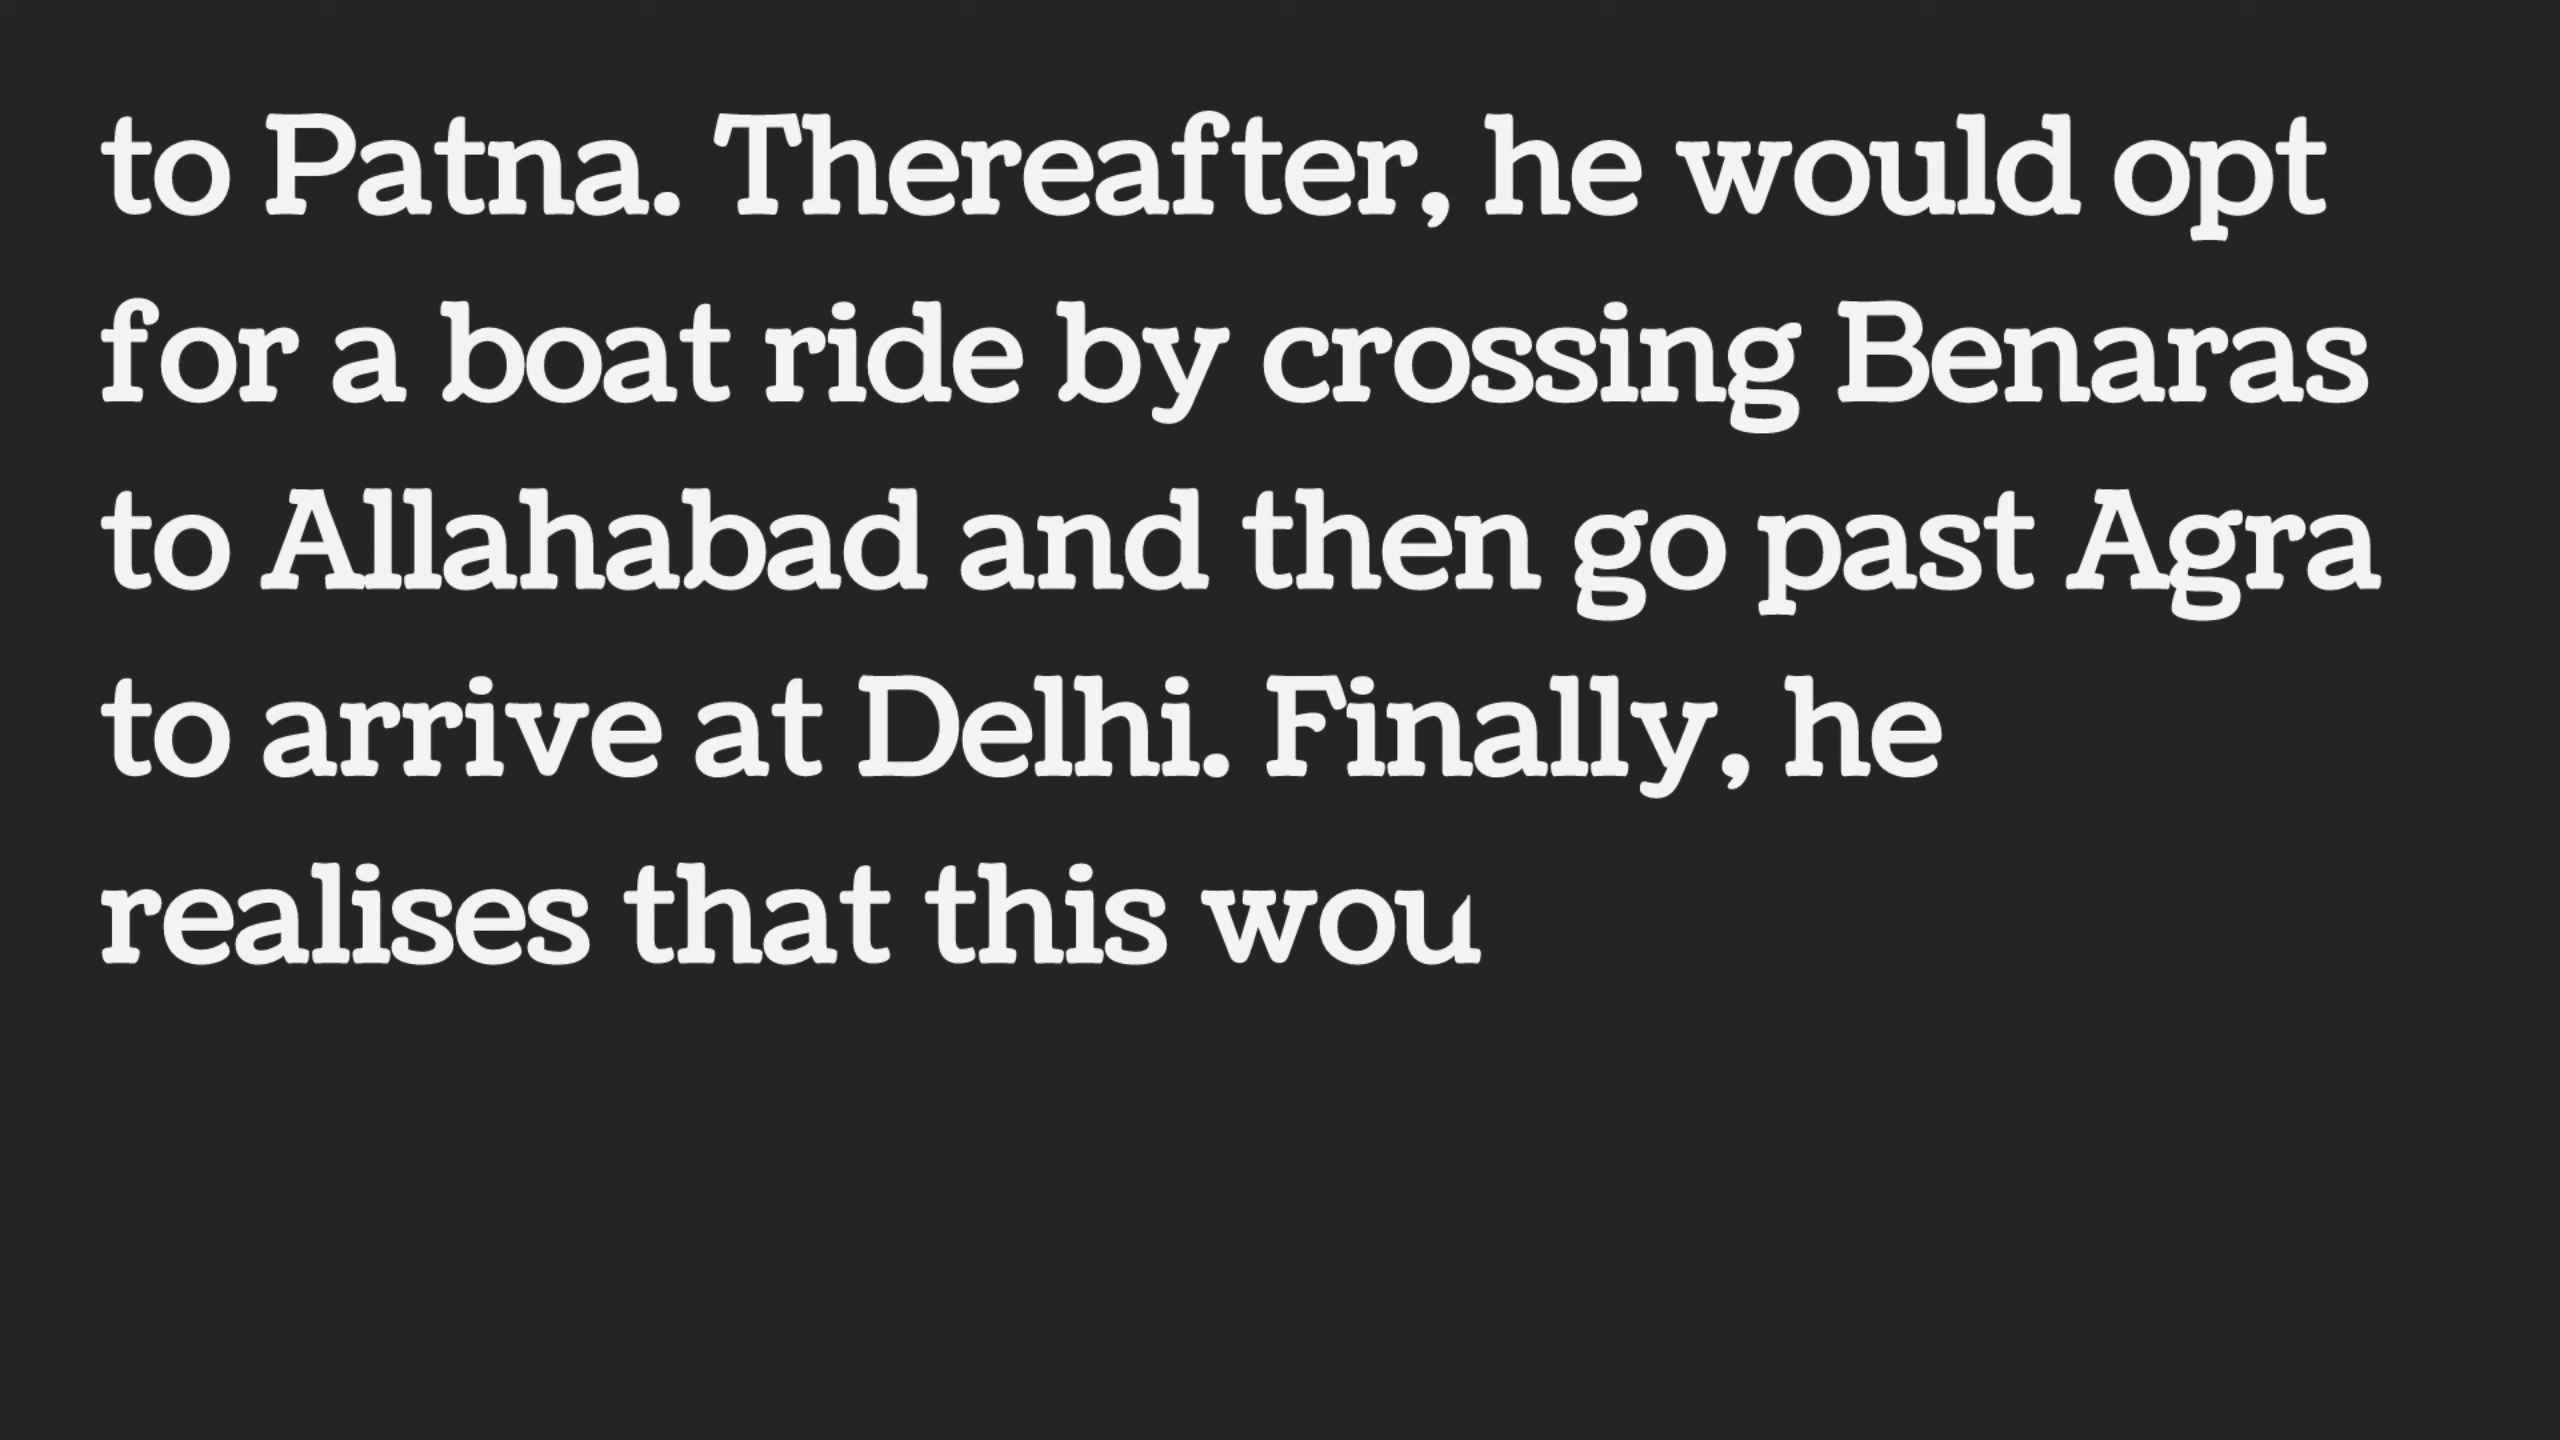 to Patna. Thereafter, he would opt
for a boat ride by crossing Benaras
to Allahabad and then go past Agra
to arrive at Delhi. Finally, he
realises that this wou